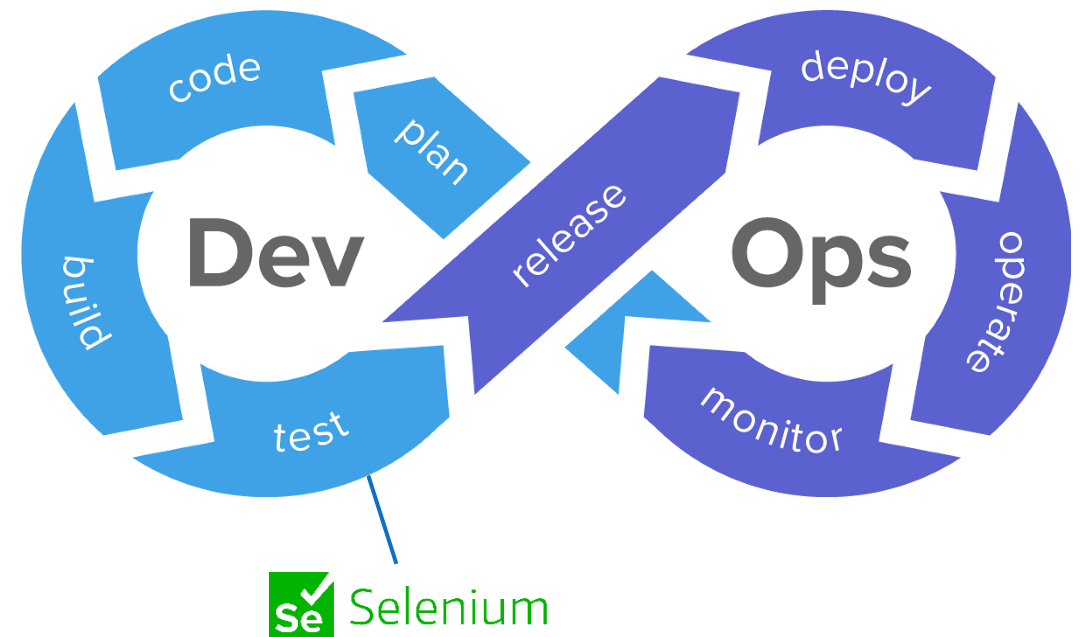 code
plan
deploy
release
Dev
Ops
build
operate
test
monitor
Se
Selenium